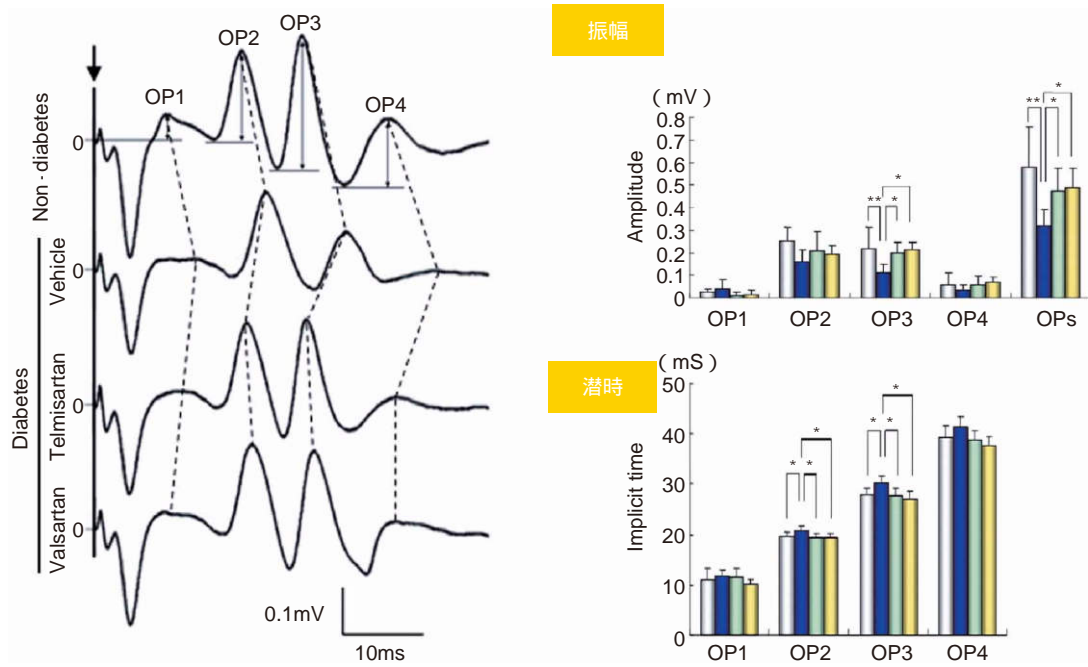 OP1
OP2
OP3
OP4
Non - diabetes
0
Diabetes
Vehicle
0
Telmisartan
0
Valsartan
0
0.1mV
10ms
振幅
( mV )
Amplitude
0.8
0.7
0.6
0.5
0.4
0.3
0.2
0.1
0
** *
*
** *
*
OP1 OP2 OP3 OP4 OPs
潜時
( mS )
Implicit time
50
40
30
20
10
0
*
* *
*
* *
OP1 OP2 OP3 OP4